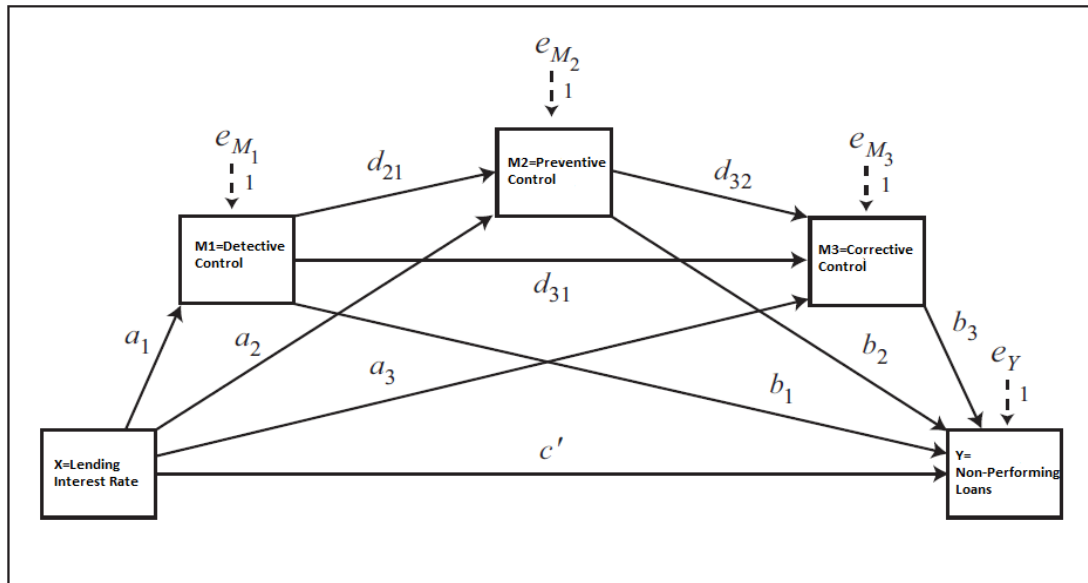 e_{M_2}
1
e_{M_1}
1
M2=Preventive
Control
e_{M_3}
1
d_{21}
d_{32}
M1=Detective
Control
M3=Corrective
Control
d_{31}
a_1
a_2
a_3
b_1
b_2
b_3
e_Y
1
X=Lending
Interest Rate
c'
Y=
Non-Performing
Loans